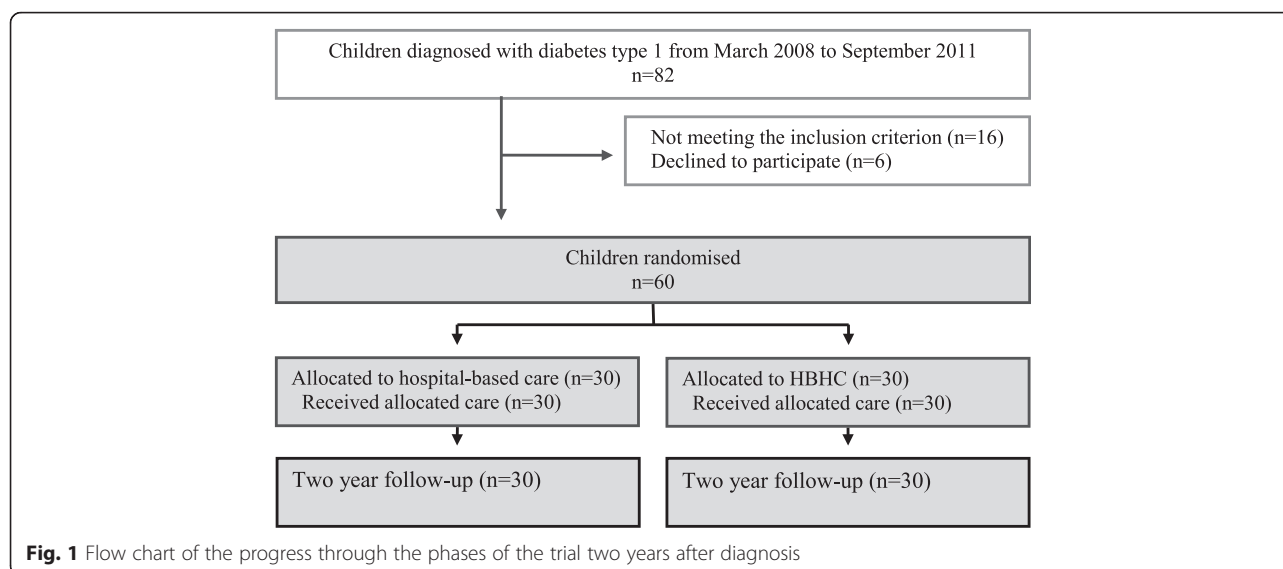 Children diagnosed with diabetes type 1 from March 2008 to September 2011
n=82
Not meeting the inclusion criterion (n=16)
Declined to participate (n=6)
Children randomised
n=60
Allocated to hospital-based care (n=30)
Received allocated care (n=30)
Allocated to HBHC (n=30)
Received allocated care (n=30)
Two year follow-up (n=30)
Two year follow-up (n=30)
Fig. 1 Flow chart of the progress through the phases of the trial two years after diagnosis